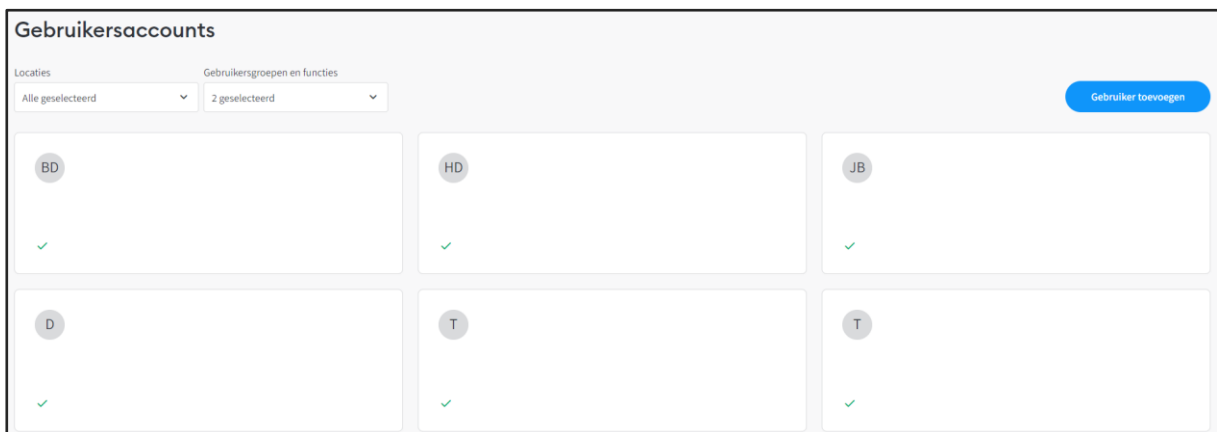 Gebruikersaccounts
Locaties
Gebruikersgroepen en functies
Alle geselecteerd
2 geselecteerd
Gebruiker toevoegen
BD
HD
JB
D
T
T